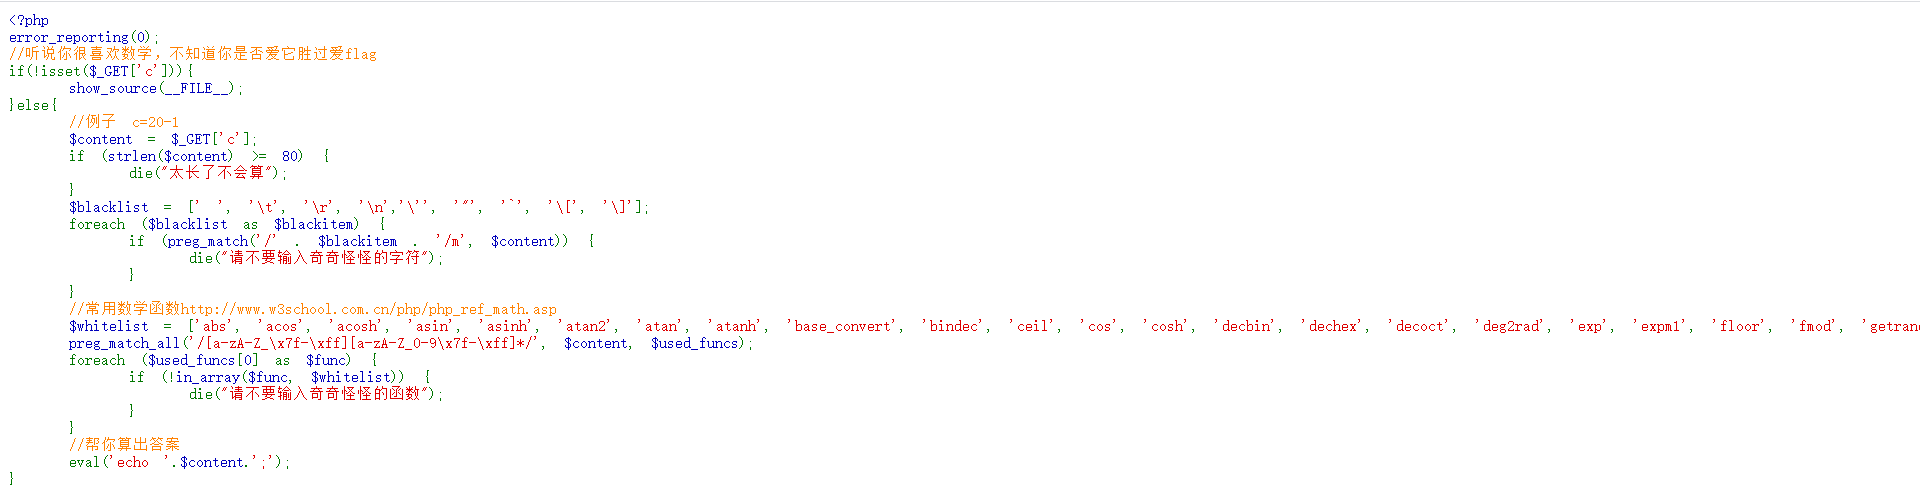 <?php
error_reporting(0);
//听说你很喜欢数学，不知道你是否爱它胜过爱flag
if(!isset($_GET['c'])){
show_source(__FILE__);
}else{
//例子 c=20-1
$content = $_GET['c'];
if (strlen($content) >= 80) {
die("太长了不会算");
}
$blacklist = [' ', '\t', '\r', '\n','\'', '"', '`', '\[', '\]'];
foreach ($blacklist as $blackitem) {
if (preg_match('/' . $blackitem . '/m', $content)) {
die("请不要输入奇奇怪怪的字符");
}
}
//常用数学函数http://www.w3school.com.cn/php/php_ref_math.asp
$whitelist = ['abs', 'acos', 'acosh', 'asin', 'asinh', 'atan2', 'atan', 'atanh', 'base_convert', 'bindec', 'ceil', 'cos', 'cosh', 'decbin', 'dechex', 'decoct', 'deg2rad', 'exp', 'expm1', 'floor', 'fmod',
preg_match_all('/[a-zA-Z_\x7f-\xff][a-zA-Z_0-9\x7f-\xff]*/', $content, $used_funcs);
foreach ($used_funcs[0] as $func) {
if (!in_array($func, $whitelist)) {
die("请不要输入奇奇怪怪的函数");
}
}
//帮你算出答案
eval('echo '.$content.';');
}